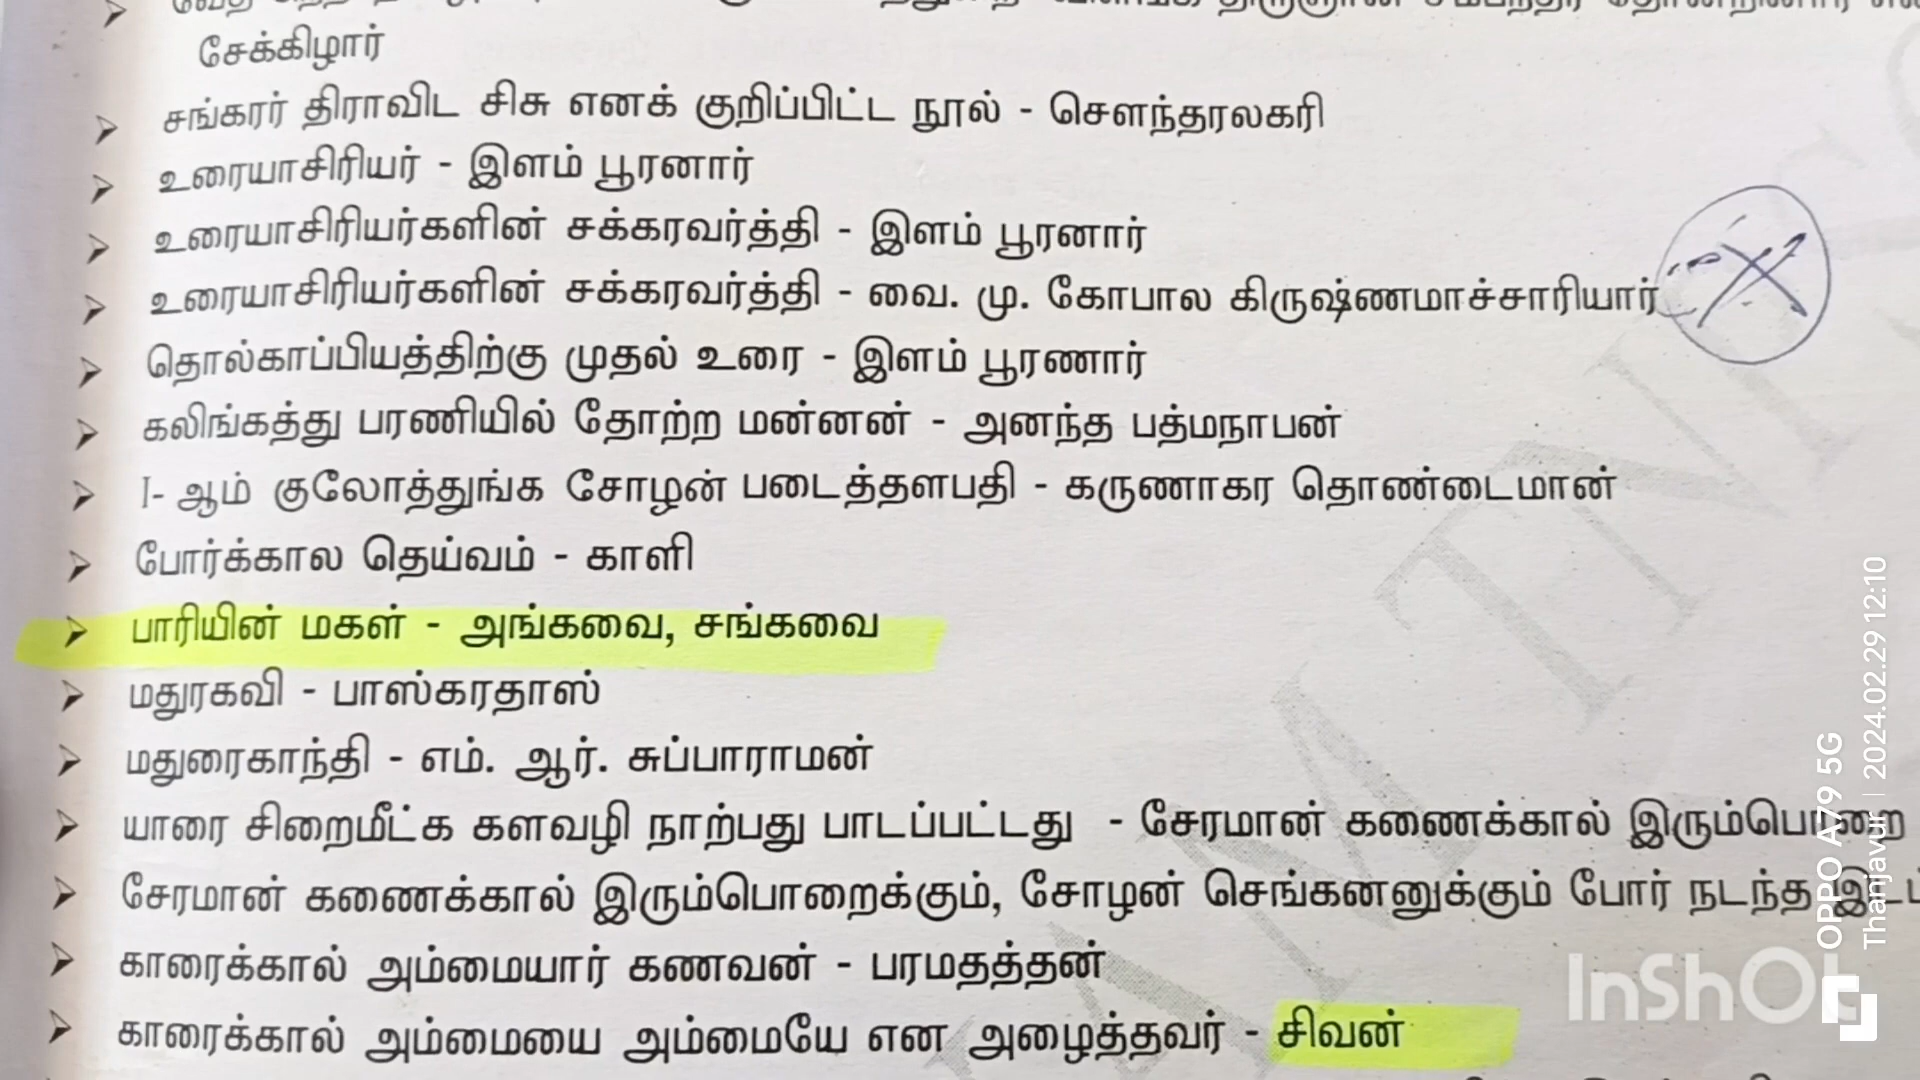 சேக்கிழார்
➢ சங்கரர் திராவிட சிசு எனக் குறிப்பிட்ட நூல் - சௌந்தரலகரி
➢ உரையாசிரியர் - இளம் பூரனார்
➢ உரையாசிரியர்களின் சக்கரவர்த்தி - இளம் பூரனார்
➢ உரையாசிரியர்களின் சக்கரவர்த்தி - வை. மு. கோபால கிருஷ்ணமாச்சாரியார்
➢ தொல்காப்பியத்திற்கு முதல் உரை - இளம் பூரணார்
➢ கலிங்கத்து பரணியில் தோற்ற மன்னன் - அனந்த பத்மநாபன்
➢ I- ஆம் குலோத்துங்க சோழன் படைத்தளபதி - கருணாகர தொண்டைமான்
➢ போர்க்கால தெய்வம் - காளி
➢ பாரியின் மகள் - அங்கவை, சங்கவை
➢ மதுரகவி - பாஸ்கரதாஸ்
➢ மதுரைகாந்தி - எம். ஆர். சுப்பாராமன்
➢ யாரை சிறைமீட்க களவழி நாற்பது பாடப்பட்டது - சேரமான் கணைக்கால் இரும்பொறை
➢ சேரமான் கணைக்கால் இரும்பொறைக்கும், சோழன் செங்கனனுக்கும் போர் நடந்த
➢ காரைக்கால் அம்மையார் கணவன் - பரமதத்தன்
➢ காரைக்கால் அம்மையை அம்மையே என அழைத்தவர் - சிவன்
OPPO A79 5G
Thanjavur | 2024.02.29 12:10
InShOt